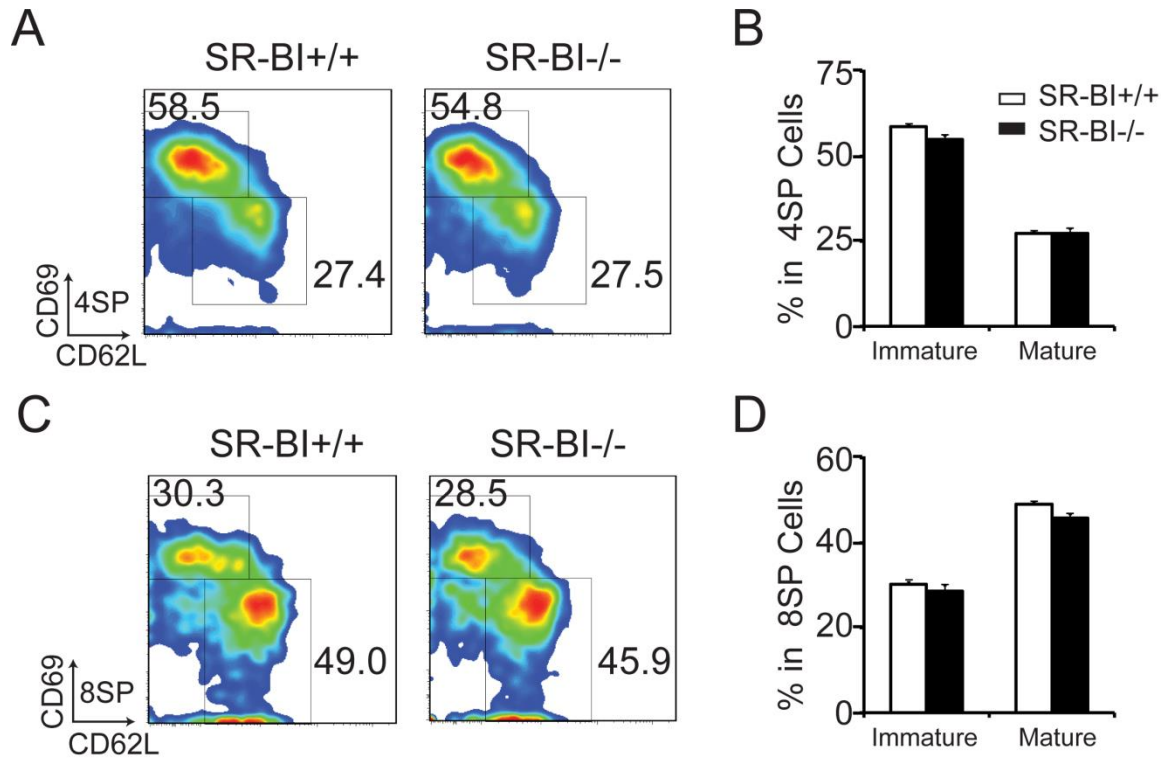 A
SR-BI+/+
SR-BI-/-
58.5
54.8
27.4
27.5
CD69
4SP
CD62L
B
75
50
25
0
% in 4SP Cells
SR-BI+/+
SR-BI-/-
Immature
Mature
C
SR-BI+/+
SR-BI-/-
30.3
28.5
49.0
45.9
CD69
8SP
CD62L
D
60
40
20
0
% in 8SP Cells
Immature
Mature